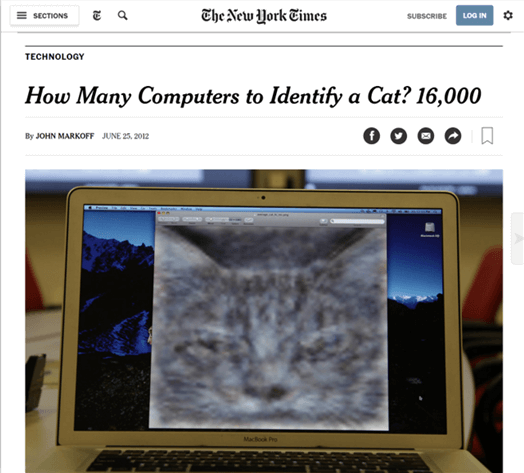 SECTIONS
The New York Times
SUBSCRIBE
LOG IN
TECHNOLOGY
How Many Computers to Identify a Cat? 16,000
By JOHN MARKOFF JUNE 25, 2012
MacBook Pro